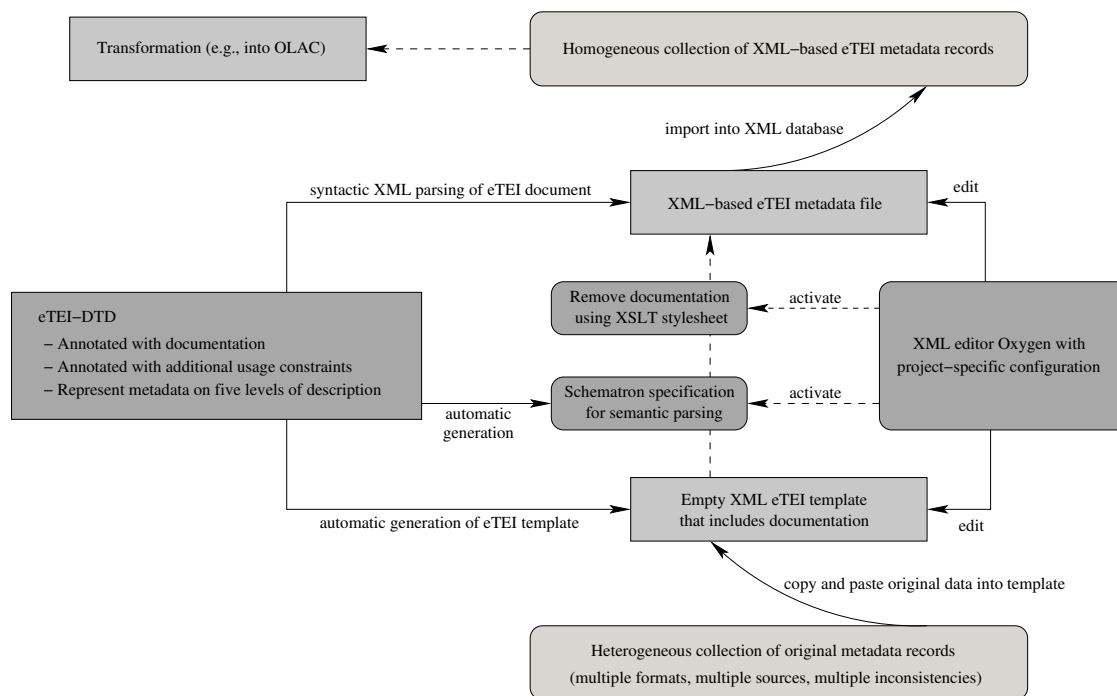 Transformation (e.g., into OLAC)
Homogeneous collection of XML−based eTEI metadata records
import into XML database
syntactic XML parsing of eTEI document
XML−based eTEI metadata file
edit
eTEI−DTD
− Annotated with documentation
− Annotated with additional usage constraints
− Represent metadata on five levels of description
Remove documentation
using XSLT stylesheet
activate
XML editor Oxygen with
project−specific configuration
automatic
generation
Schematron specification
for semantic parsing
activate
automatic generation of eTEI template
Empty XML eTEI template
that includes documentation
edit
copy and paste original data into template
Heterogeneous collection of original metadata records
(multiple formats, multiple sources, multiple inconsistencies)